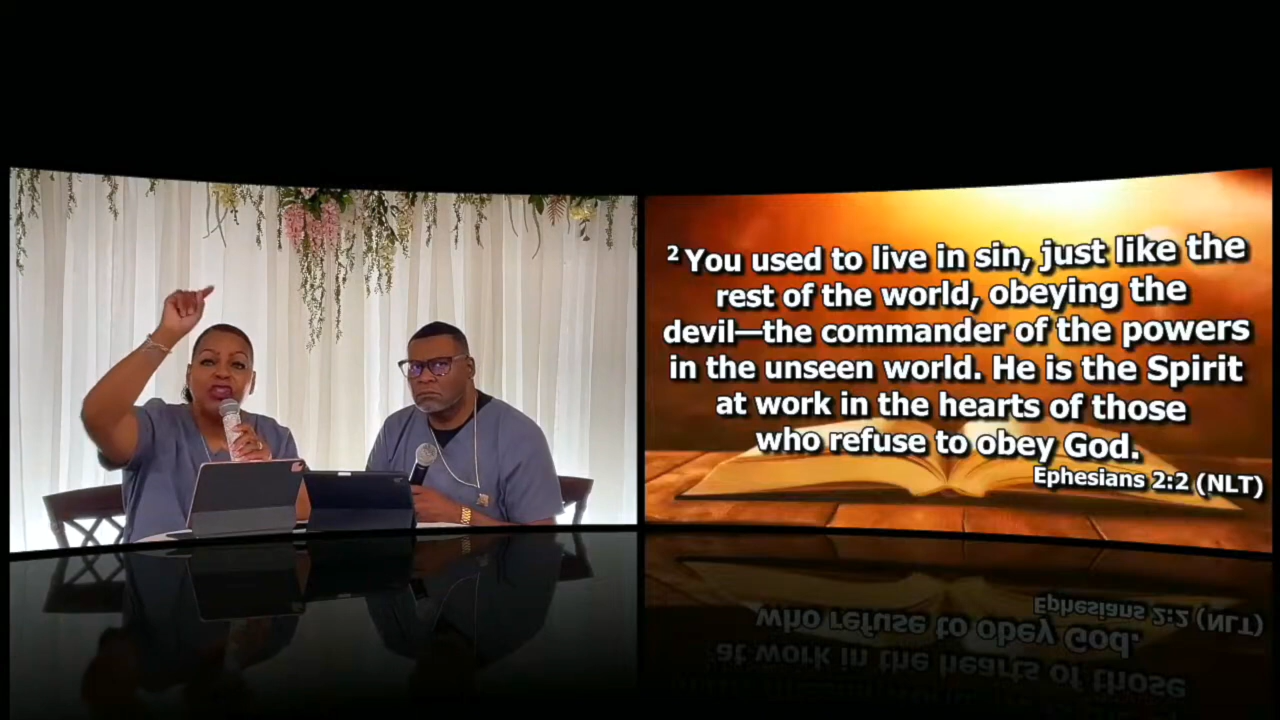 ² You used to live in sin, just like the
rest of the world, obeying the
devil—the commander of the powers
in the unseen world. He is the Spirit
at work in the hearts of those
who refuse to obey God.
Ephesians 2:2 (NLT)